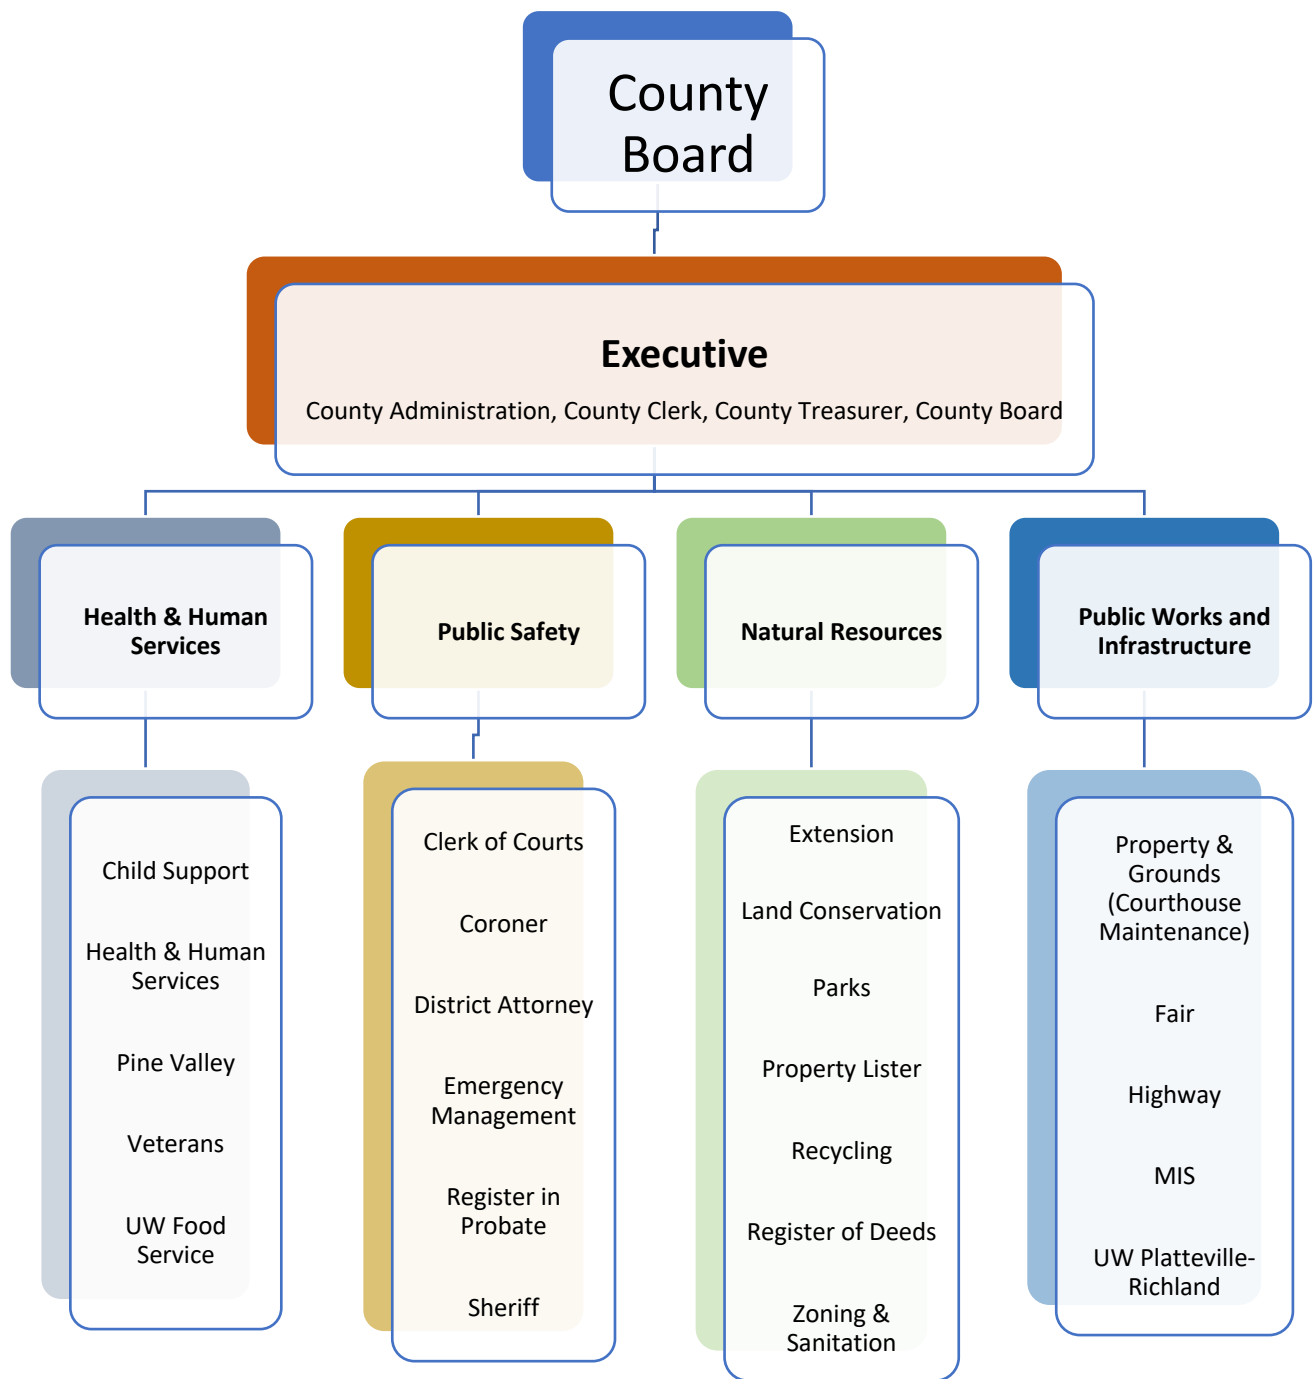 County
Board
Executive
County Administration, County Clerk, County Treasurer, County Board
Health & Human
Services
Public Safety
Natural Resources
Public Works and
Infrastructure
Child Support
Health & Human
Services
Pine Valley
Veterans
UW Food
Service
Clerk of Courts
Coroner
District Attorney
Emergency
Management
Register in
Probate
Sheriff
Extension
Land Conservation
Parks
Property Lister
Recycling
Register of Deeds
Zoning &
Sanitation
Property &
Grounds
(Courthouse
Maintenance)
Fair
Highway
MIS
UW Platteville-
Richland